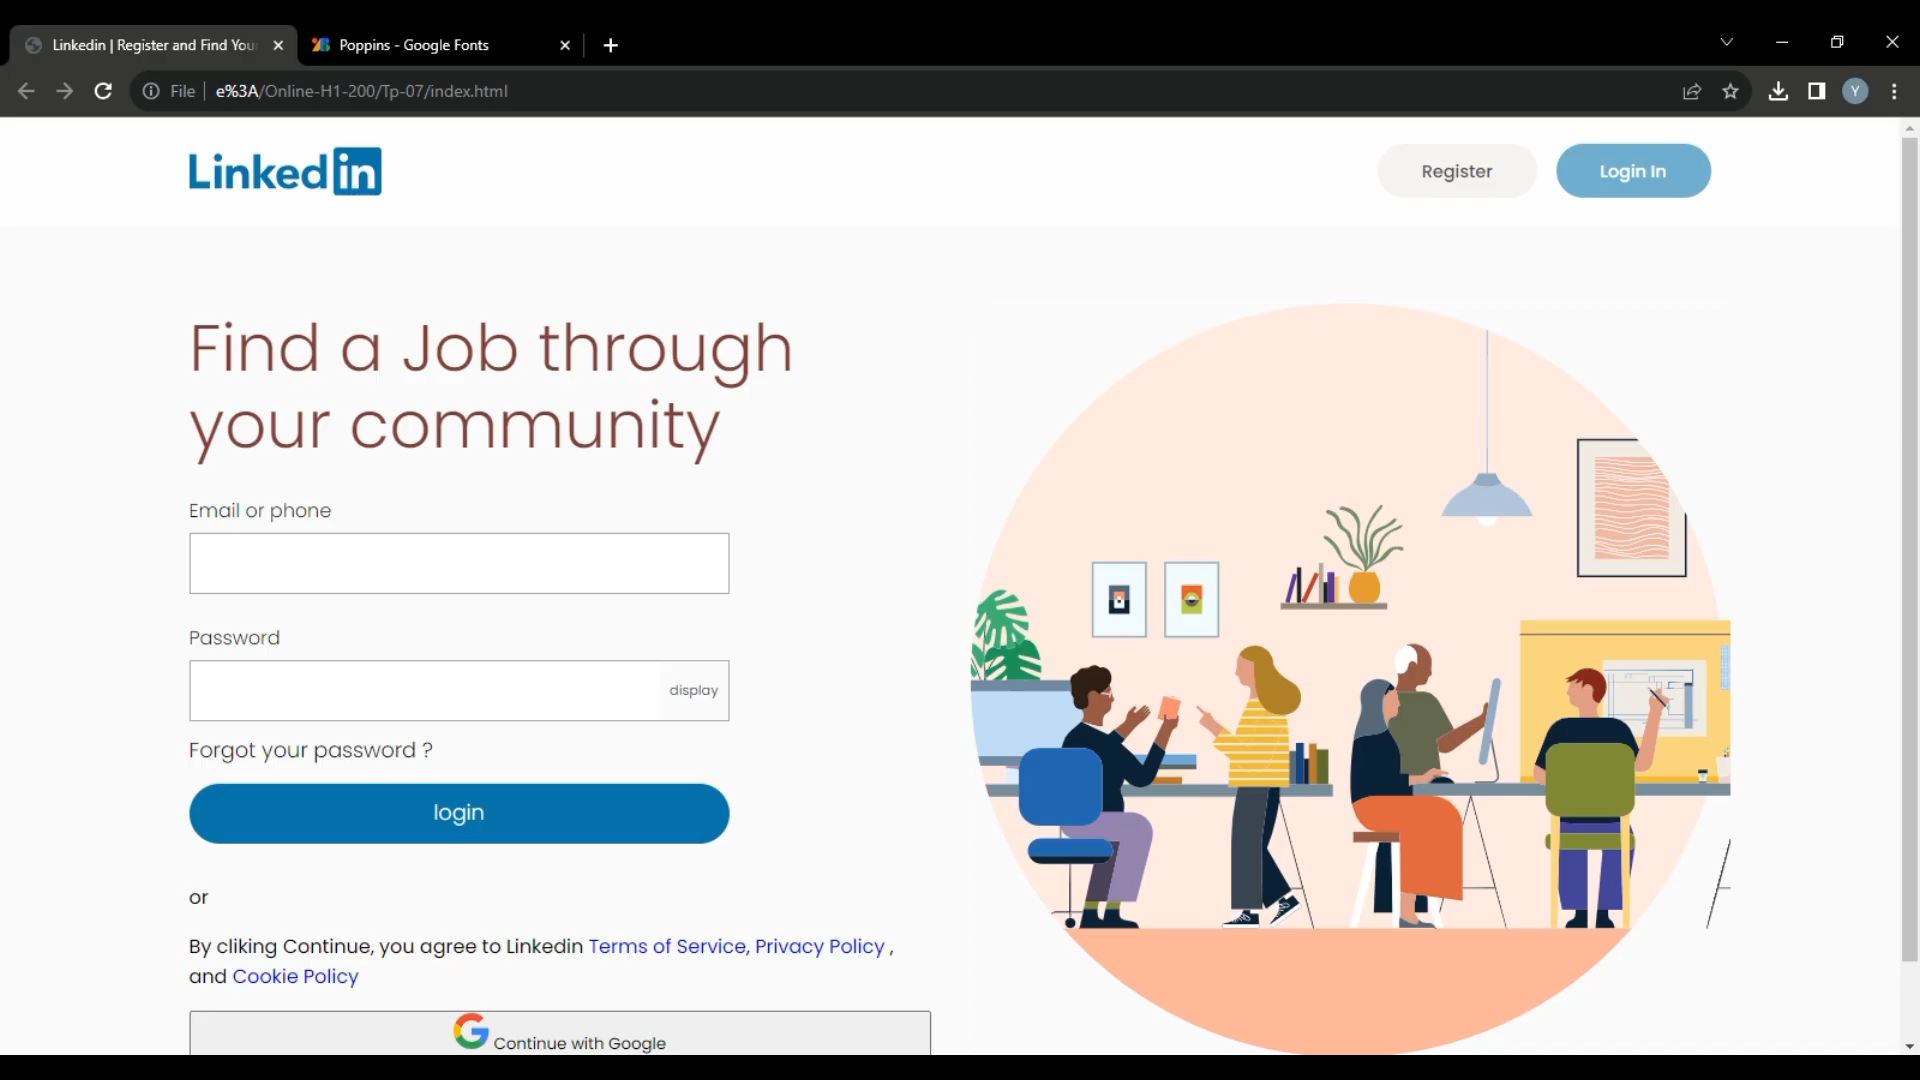 Linkedin | Register and Find You
Poppins - Google Fonts
File
e%3A/Online-H1-200/Tp-07/index.html
Y
Linkedin
Register
Login In
Find a Job through
your community
Email or phone
Password
display
Forgot your password ?
login
or
By cliking Continue, you agree to Linkedin Terms of Service, Privacy Policy ,
and Cookie Policy
Continue with Google